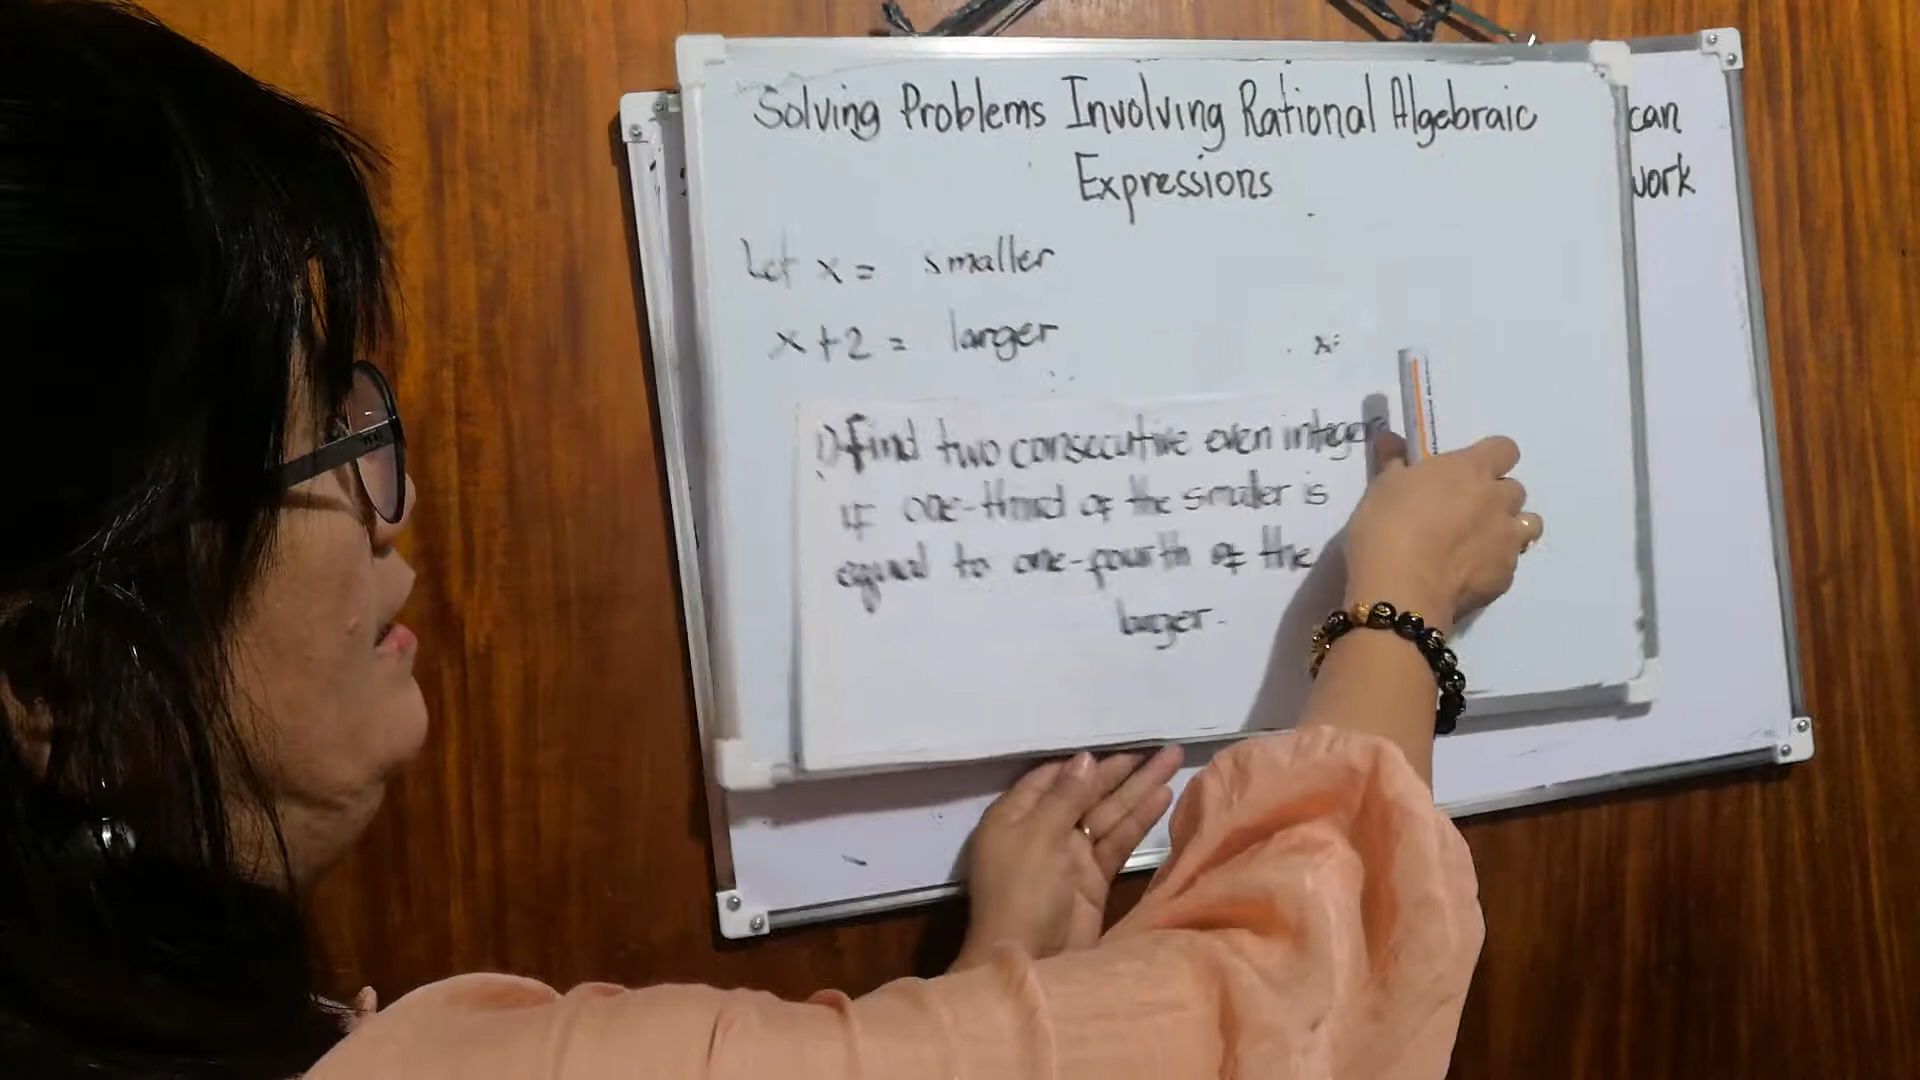 Solving Problems Involving Rational Algebraic
Expressions
Let x = smaller
x+2 = larger
x
1) Find two consecutive even integers
if one-third of the smaller is
equal to one-fourth of the
larger.
can
work